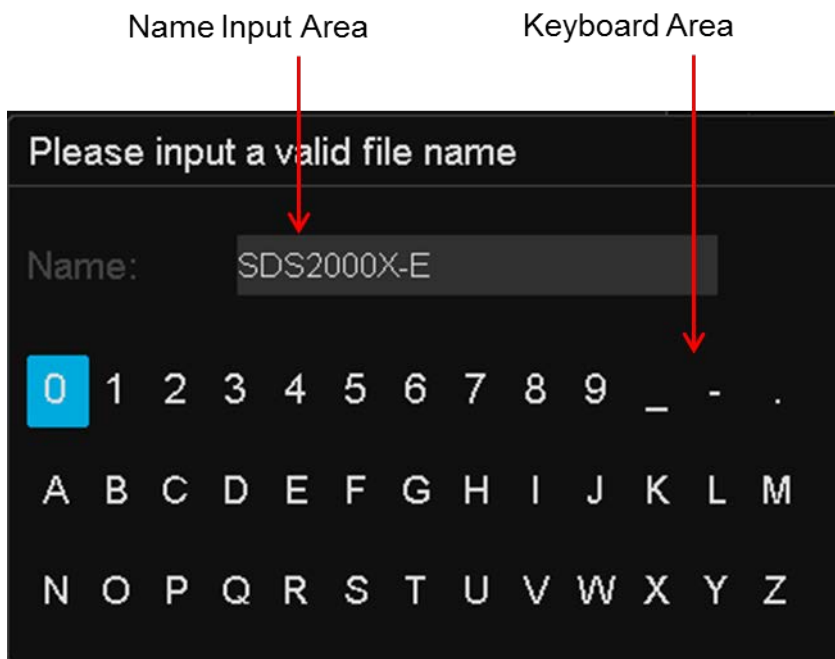 Name Input Area Keyboard Area
Please input a valid file name
Name: SDS2000X-E
0 1 2 3 4 5 6 7 8 9 _ - .
A B C D E F G H I J K L M
N O P Q R S T U V W X Y Z